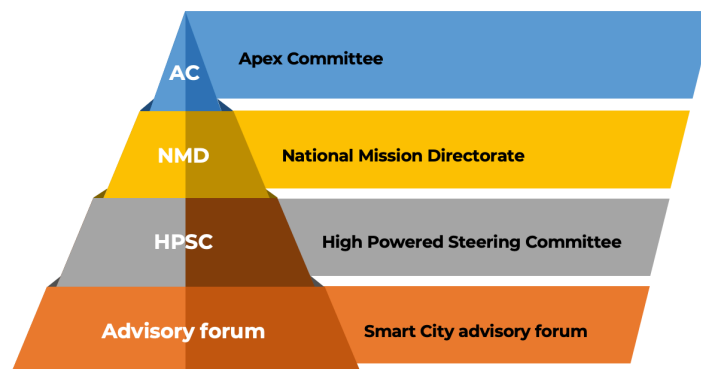 AC
Apex Committee
NMD
National Mission Directorate
HPSC
High Powered Steering Committee
Advisory forum
Smart City advisory forum